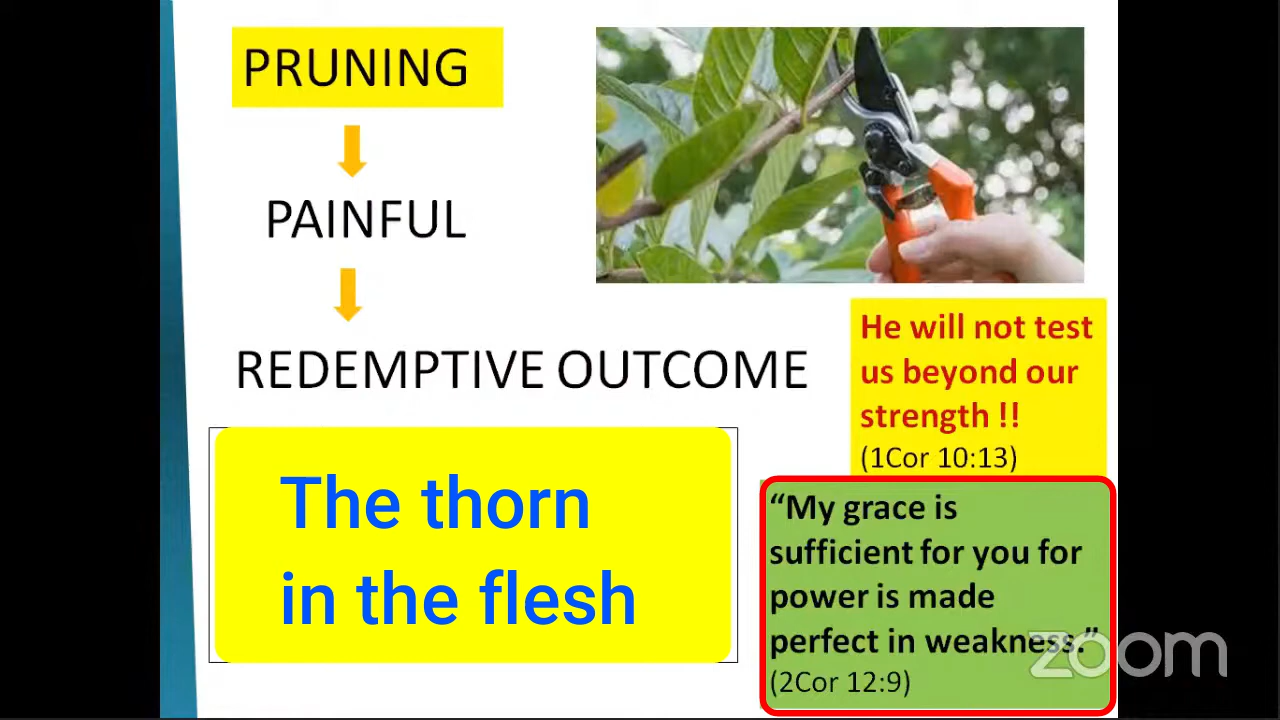 PRUNING
PAINFUL
REDEMPTIVE OUTCOME
The thorn
in the flesh
He will not test
us beyond our
strength !!
(1Cor 10:13)
“My grace is
sufficient for you for
power is made
perfect in weakness.”
(2Cor 12:9)
zoom